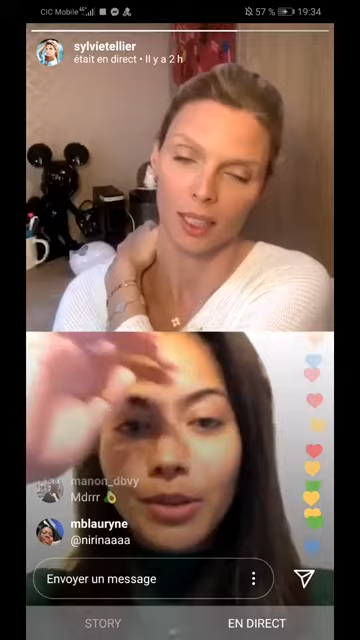 CIC Mobile 4G
57 % 19:34
sylvietellier
était en direct • Il y a 2 h
manon_dbvy
Mdrrr 🥑
mblauryne
@nirinaaaa
Envoyer un message
STORY
EN DIRECT